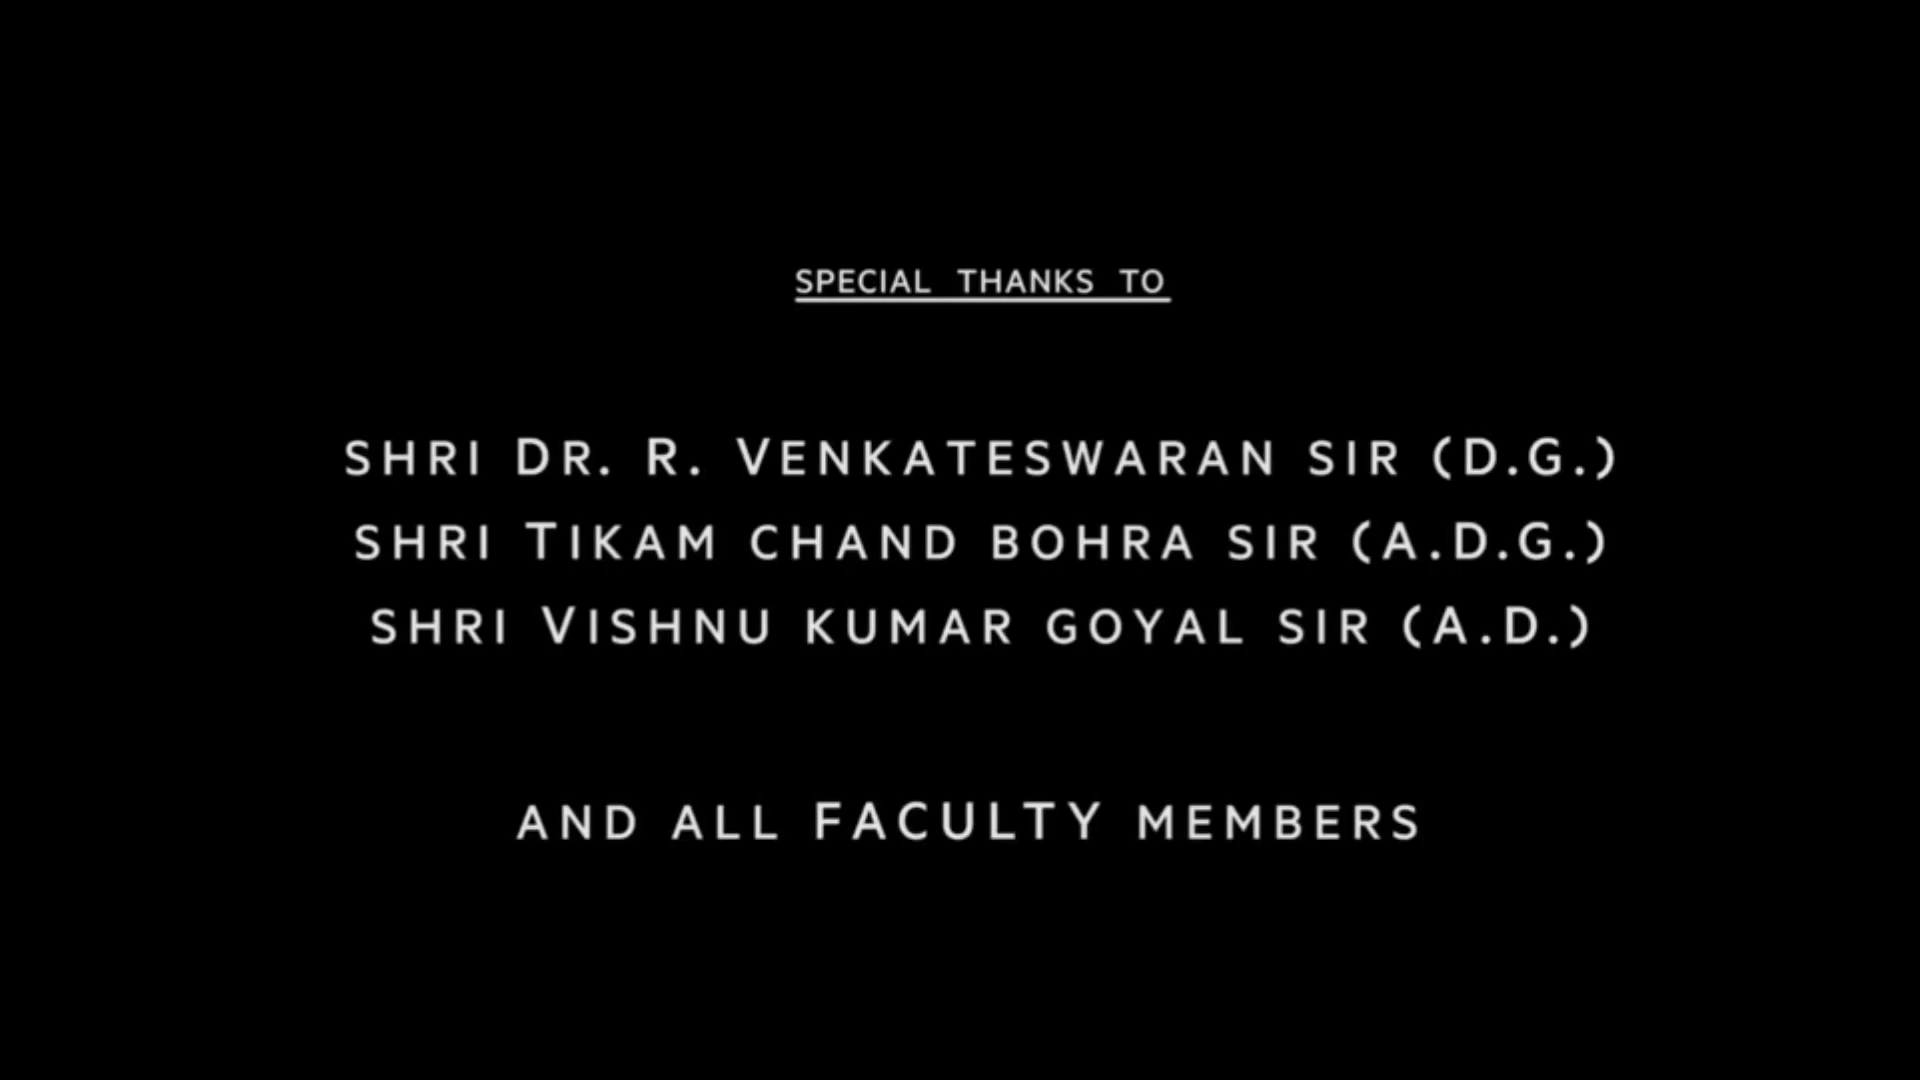 SPECIAL THANKS TO
SHRI DR. R. VENKATESWARAN SIR (D.G.)
SHRI TIKAM CHAND BOHRA SIR (A.D.G.)
SHRI VISHNU KUMAR GOYAL SIR (A.D.)
AND ALL FACULTY MEMBERS